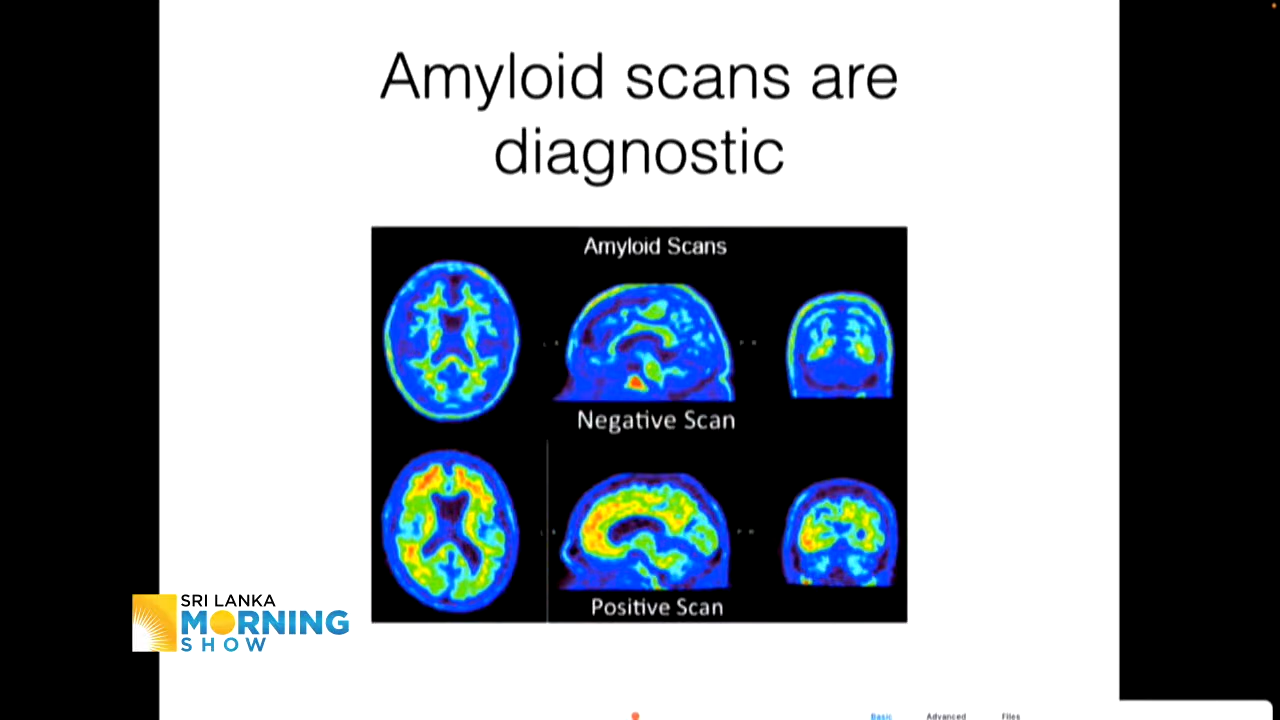 Amyloid scans are
diagnostic
Amyloid Scans
Negative Scan
Positive Scan
SRI LANKA
MORNING
SHOW
Basic Advanced Files